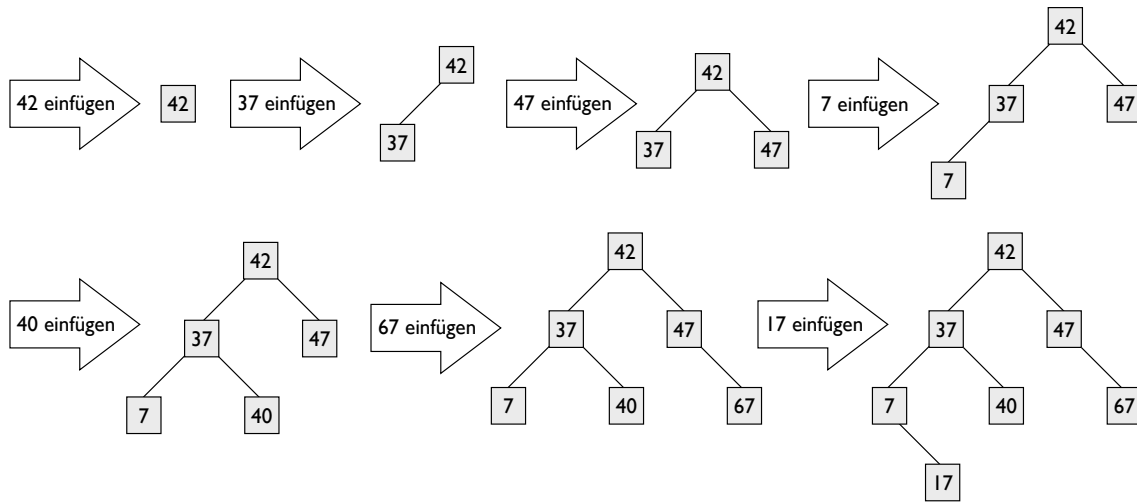 42 einfügen
42
37 einfügen
42
37
47 einfügen
42
37 47
7 einfügen
42
37 47
7
40 einfügen
42
37 47
7 40
67 einfügen
42
37 47
7 40 67
17 einfügen
42
37 47
7 40 67
17